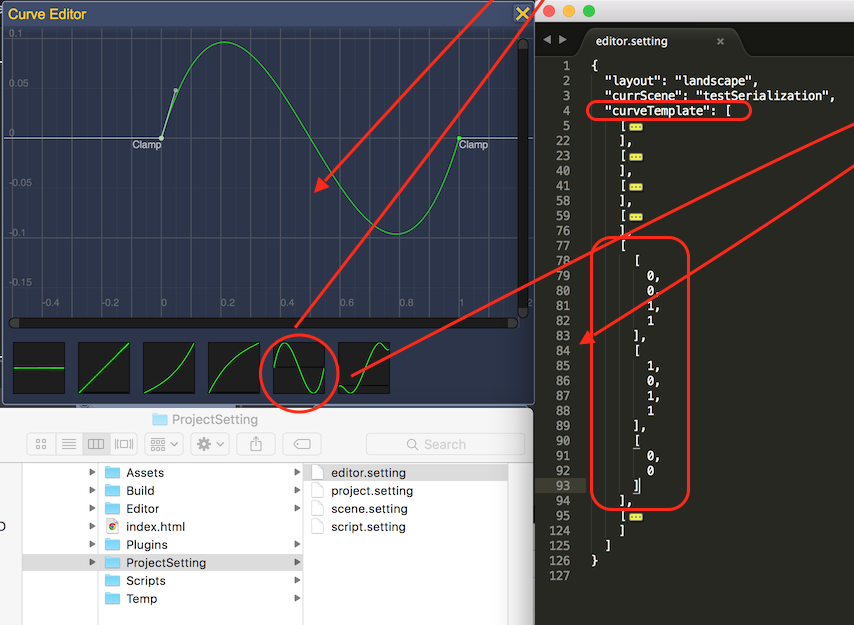 Curve Editor
0.1
0.05
0
-0.05
-0.1
-0.15
Clamp
Clamp
-0.4
-0.2
0
0.2
0.4
0.6
0.8
1
ProjectSetting
Search
Assets
Build
Editor
index.html
Plugins
ProjectSetting
Scripts
Temp
editor.setting
project.setting
scene.setting
script.setting
editor.setting
1 {
2 "layout": "landscape",
3 "currScene": "testSerialization",
4 "curveTemplate": [
5 [
22 ],
23 [
40 ],
41 [
58 ],
59 [
76 ],
77 [
78 [
79 0,
80 0,
81 1,
82 1
83 ],
84 [
85 1,
86 0,
87 1,
88 1
89 ],
90 [
91 0,
92 0
93 ]
94 ],
95 [
124 ]
125 ]
126 }
127